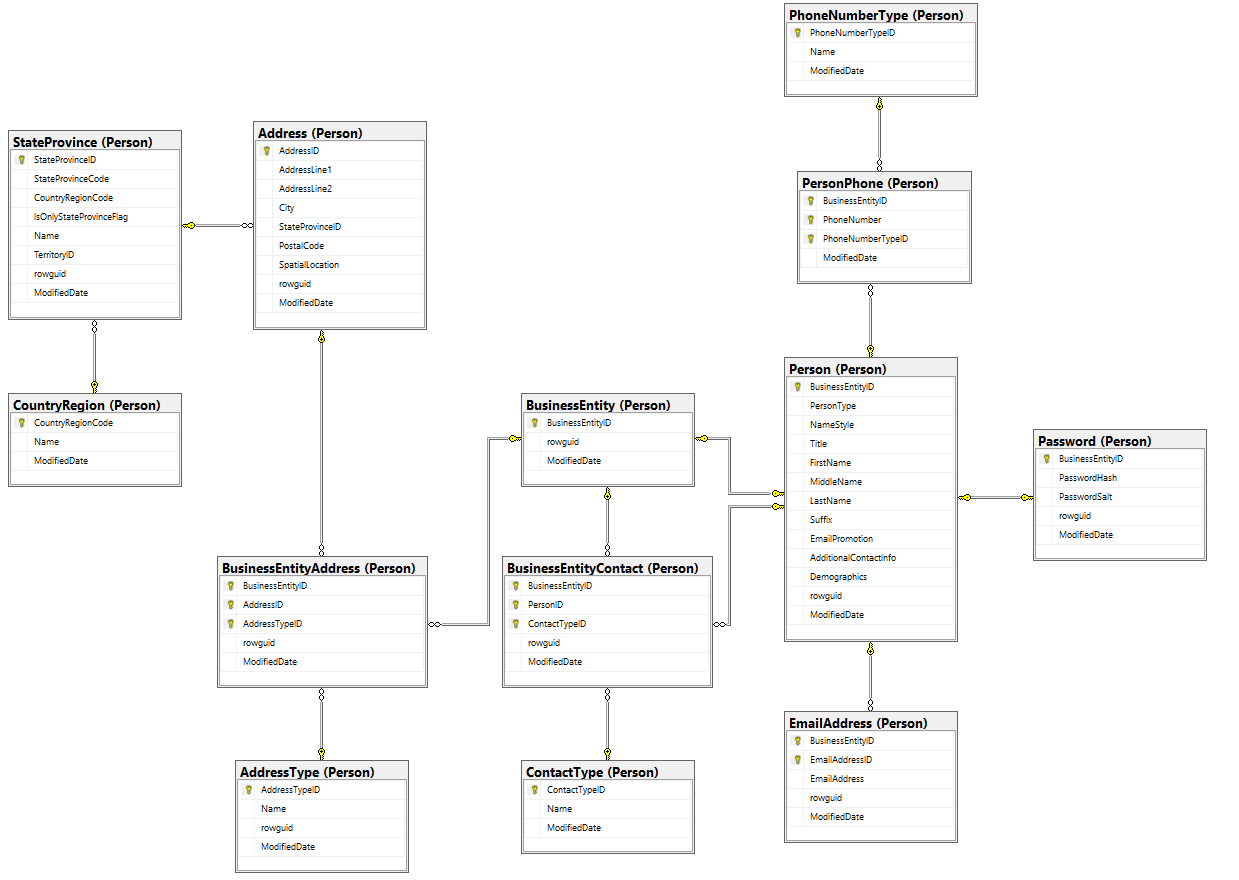 PhoneNumberType (Person)
PhoneNumberTypeID
Name
ModifiedDate
StateProvince (Person)
StateProvinceID
StateProvinceCode
CountryRegionCode
IsOnlyStateProvinceFlag
Name
TerritoryID
rowguid
ModifiedDate
Address (Person)
AddressID
AddressLine1
AddressLine2
City
StateProvinceID
PostalCode
SpatialLocation
rowguid
ModifiedDate
PersonPhone (Person)
BusinessEntityID
PhoneNumber
PhoneNumberTypeID
ModifiedDate
CountryRegion (Person)
CountryRegionCode
Name
ModifiedDate
BusinessEntity (Person)
BusinessEntityID
rowguid
ModifiedDate
Person (Person)
BusinessEntityID
PersonType
NameStyle
Title
FirstName
MiddleName
LastName
Suffix
EmailPromotion
AdditionalContactInfo
Demographics
rowguid
ModifiedDate
Password (Person)
BusinessEntityID
PasswordHash
PasswordSalt
rowguid
ModifiedDate
BusinessEntityAddress (Person)
BusinessEntityID
AddressID
AddressTypeID
rowguid
ModifiedDate
BusinessEntityContact (Person)
BusinessEntityID
PersonID
ContactTypeID
rowguid
ModifiedDate
AddressType (Person)
AddressTypeID
Name
rowguid
ModifiedDate
ContactType (Person)
ContactTypeID
Name
ModifiedDate
EmailAddress (Person)
BusinessEntityID
EmailAddressID
EmailAddress
rowguid
ModifiedDate